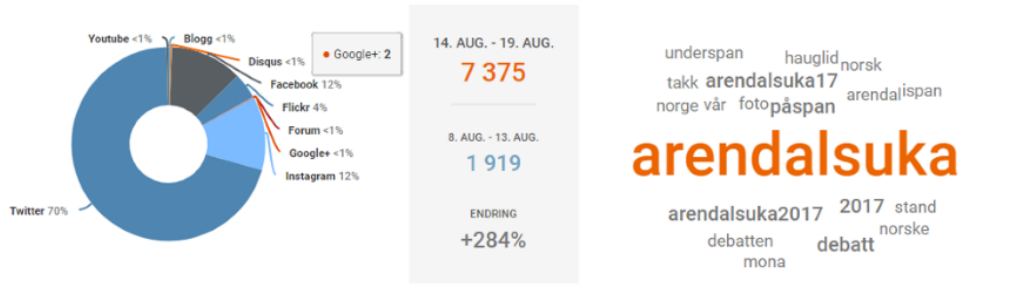 Youtube <1%
Blogg <1%
Disqus <1%
Google+: 2
Facebook 12%
Flickr 4%
Forum <1%
Google+ <1%
Instagram 12%
Twitter 70%
14. AUG. - 19. AUG.
7 375
8. AUG. - 13. AUG.
1 919
ENDRING
+284%
underspan
hauglid
norsk
takk
arendalsuka17
arendal
ispan
norge
vår
foto
påspan
arendalsuka
arendalsuka2017
2017
stand
norske
debatten
debatt
mona